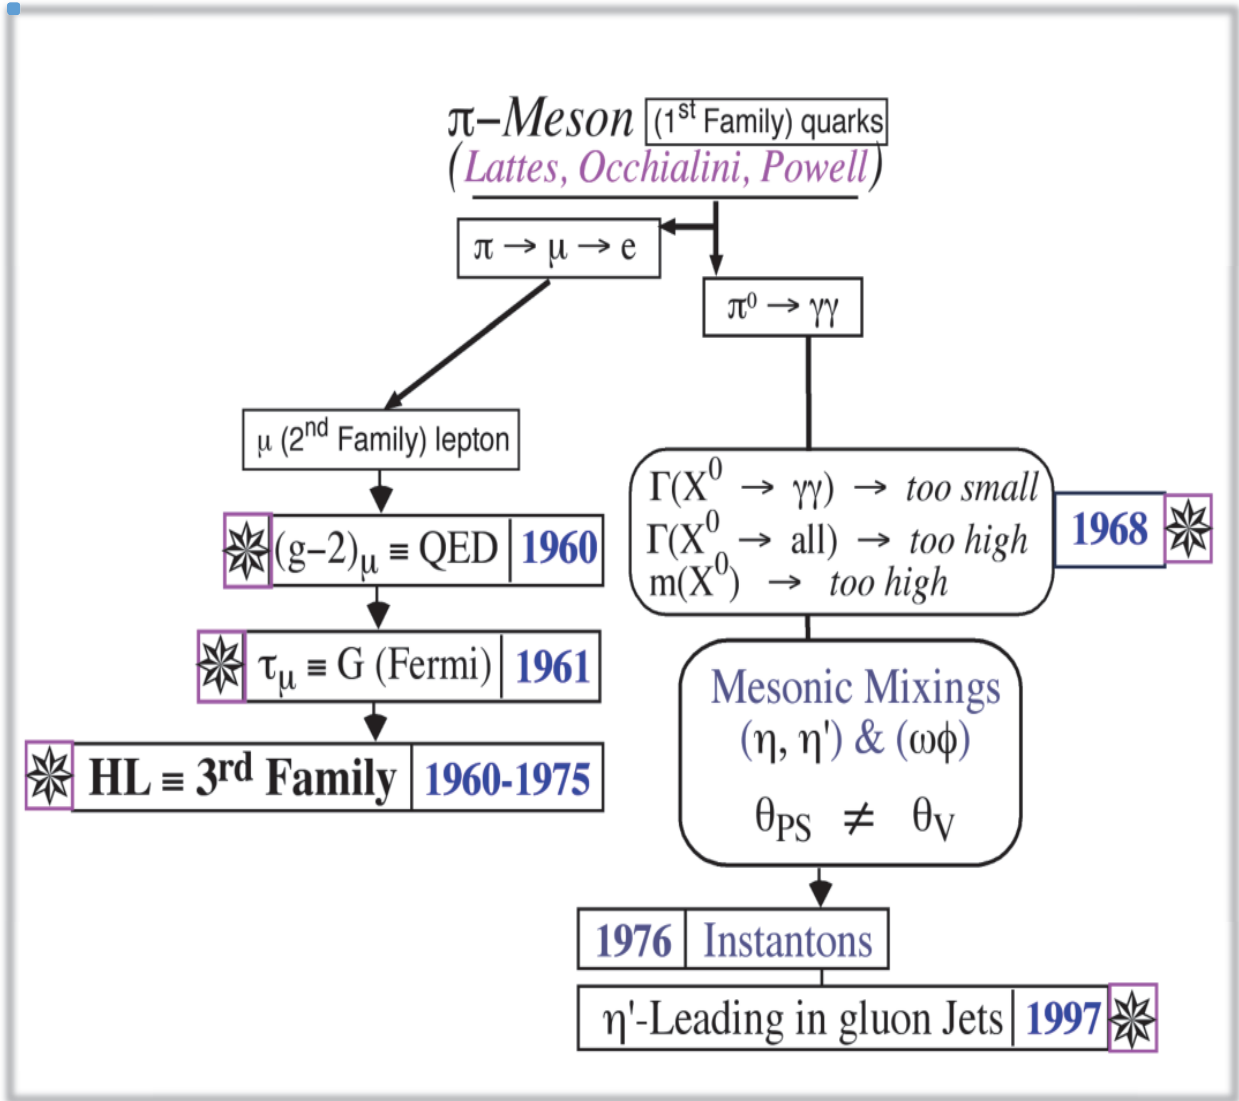 π–Meson (1st Family) quarks
(Lattes, Occhialini, Powell)
π → μ → e
π⁰ → γγ
μ (2nd Family) lepton
(g–2)μ ≡ QED | 1960
τμ ≡ G (Fermi) | 1961
HL ≡ 3rd Family | 1960-1975
Γ(X⁰ → γγ) → too small
Γ(X⁰ → all) → too high
m(X⁰) → too high
1968
Mesonic Mixings
(η, η') & (ωφ)
θPS ≠ θV
1976 | Instantons
η'-Leading in gluon Jets | 1997